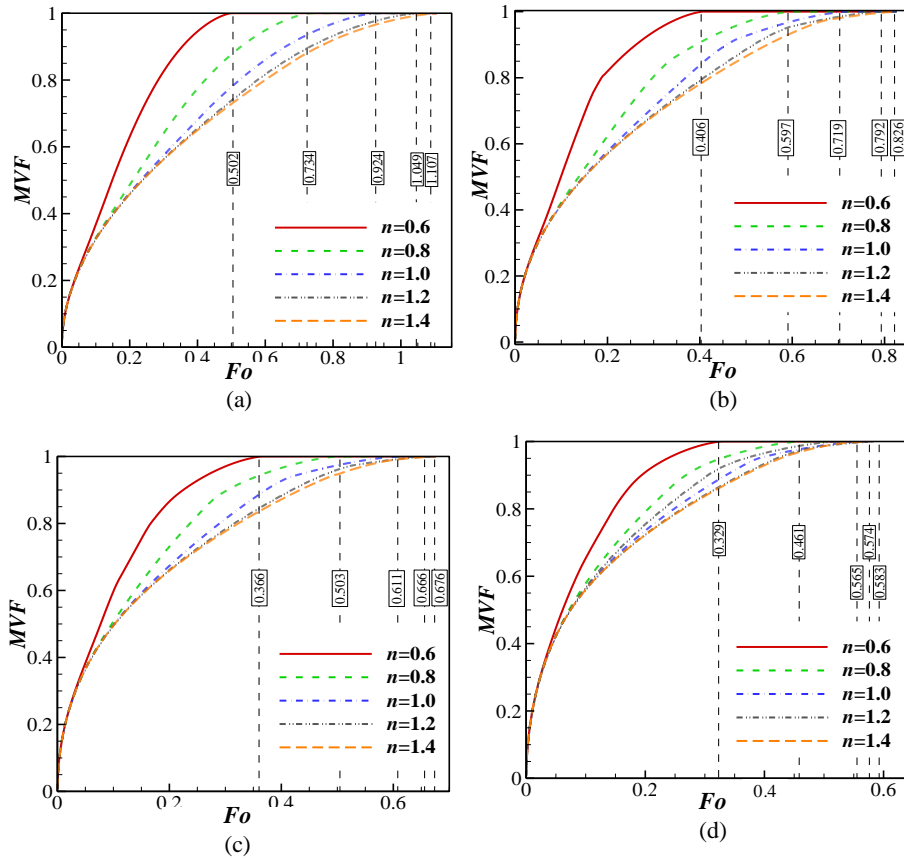 1
0.8
0.6
0.4
0.2
0
MVF
0.502
0.734
0.924
1.049
1.107
n=0.6
n=0.8
n=1.0
n=1.2
n=1.4
0 0.2 0.4 0.6 0.8 1
Fo
(a)
1
0.8
0.6
0.4
0.2
0
MVF
0.406
0.597
0.719
0.792
0.826
n=0.6
n=0.8
n=1.0
n=1.2
n=1.4
0 0.2 0.4 0.6 0.8
Fo
(b)
1
0.8
0.6
0.4
0.2
0
MVF
0.366
0.503
0.611
0.666
0.676
n=0.6
n=0.8
n=1.0
n=1.2
n=1.4
0 0.2 0.4 0.6
Fo
(c)
1
0.8
0.6
0.4
0.2
0
MVF
0.329
0.461
0.565
0.574
0.583
n=0.6
n=0.8
n=1.0
n=1.2
n=1.4
0 0.2 0.4 0.6
Fo
(d)